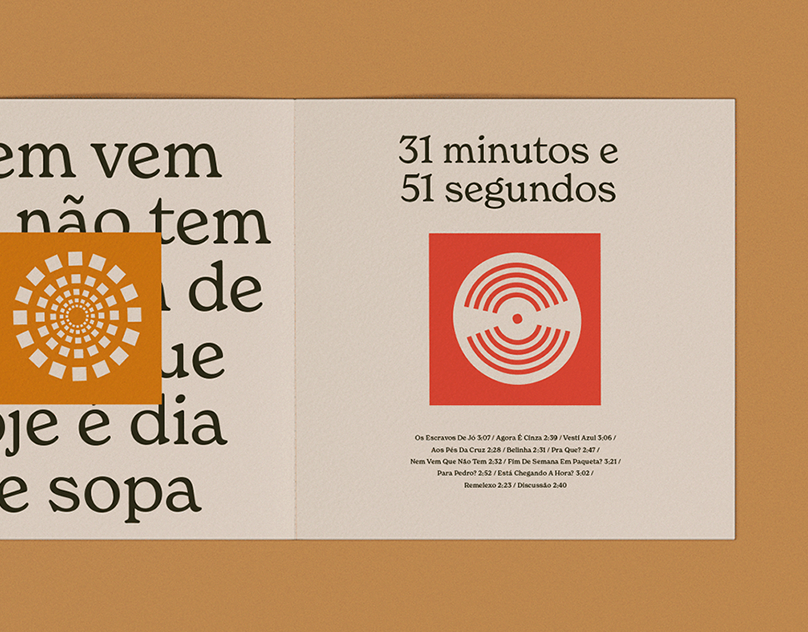 em vem
não tem
de
ue
oje é dia
e sopa
31 minutos e
51 segundos
Os Escravos De Jó 3:07 / Agora É Cinza 2:39 / Vesti Azul 3:06 /
Aos Pés Da Cruz 2:28 / Belinha 2:31 / Pra Que? 2:47 /
Nem Vem Que Não Tem 2:32 / Fim De Semana Em Paqueta? 3:21 /
Para Pedro? 2:52 / Está Chegando A Hora? 3:02 /
Remelexo 2:23 / Discussão 2:40